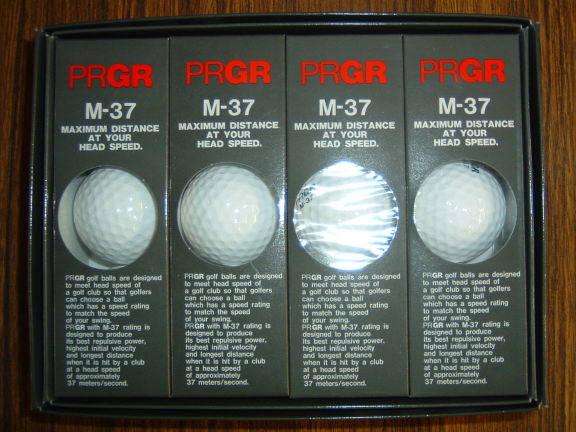 PRGR
M-37
MAXIMUM DISTANCE
AT YOUR
HEAD SPEED.
PRGR golf balls are designed
to meet head speed of
a golf club so that golfers
can choose a ball
which has a speed rating
to match the speed
of your swing.
PRGR with M-37 rating is
designed to produce
its best repulsive power,
highest initial velocity
and longest distance
when it is hit by a club
at a head speed
of approximately
37 meters/second.
PRGR
M-37
MAXIMUM DISTANCE
AT YOUR
HEAD SPEED.
PRGR golf balls are designed
to meet head speed of
a golf club so that golfers
can choose a ball
which has a speed rating
to match the speed
of your swing.
PRGR with M-37 rating is
designed to produce
its best repulsive power,
highest initial velocity
and longest distance
when it is hit by a club
at a head speed
of approximately
37 meters/second.
PRGR
M-37
MAXIMUM DISTANCE
AT YOUR
HEAD SPEED.
PRGR golf balls are designed
to meet head speed of
a golf club so that golfers
can choose a ball
which has a speed rating
to match the speed
of your swing.
PRGR with M-37 rating is
designed to produce
its best repulsive power,
highest initial velocity
and longest distance
when it is hit by a club
at a head speed
of approximately
37 meters/second.
PRGR
M-37
MAXIMUM DISTANCE
AT YOUR
HEAD SPEED.
PRGR golf balls are designed
to meet head speed of
a golf club so that golfers
can choose a ball
which has a speed rating
to match the speed
of your swing.
PRGR with M-37 rating is
designed to produce
its best repulsive power,
highest initial velocity
and longest distance
when it is hit by a club
at a head speed
of approximately
37 meters/second.